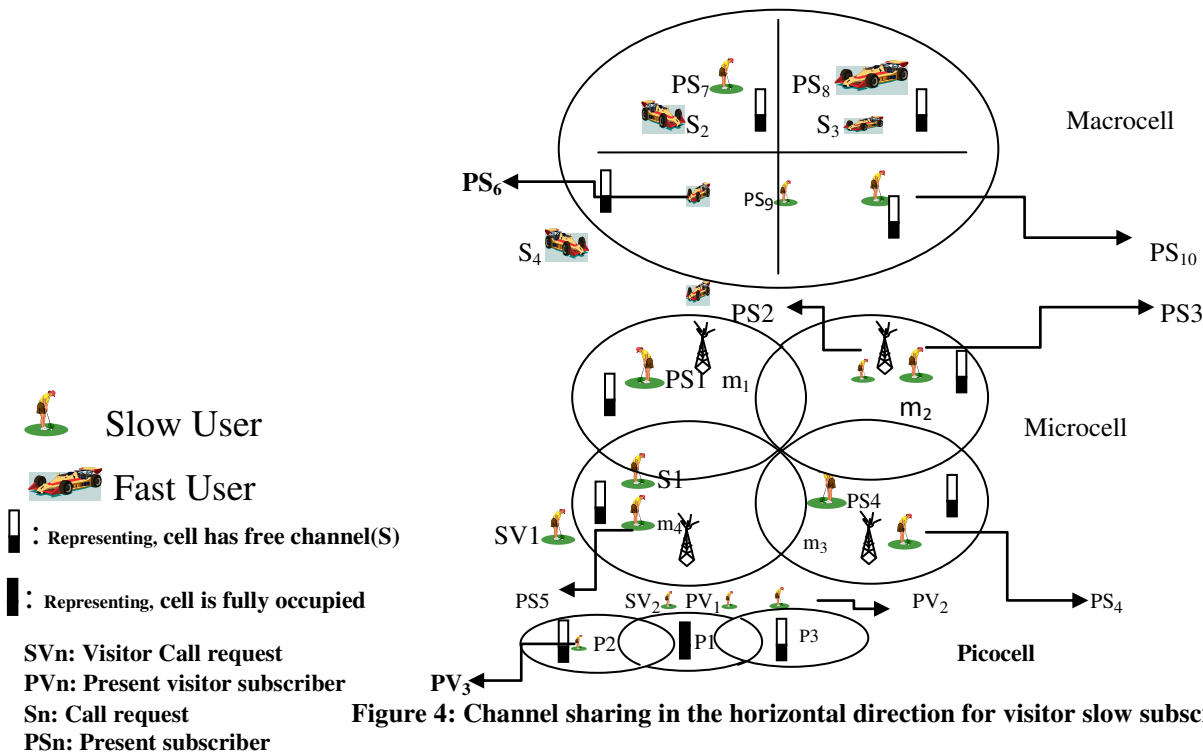 PS7
PS8
S2
S3
Macrocell
PS6
PS9
S4
PS10
PS2
PS3
PS1 m1
m2
Slow User
Microcell
S1
PS4
Fast User
SV1
m4
m3
: Representing, cell has free channel(S)
PS5
SV2
PV1
PV2
PS4
: Representing, cell is fully occupied
P2
P1
P3
SVn: Visitor Call request
Picocell
PVn: Present visitor subscriber
PV3
Sn: Call request
Figure 4: Channel sharing in the horizontal direction for visitor slow subsc
PSn: Present subscriber